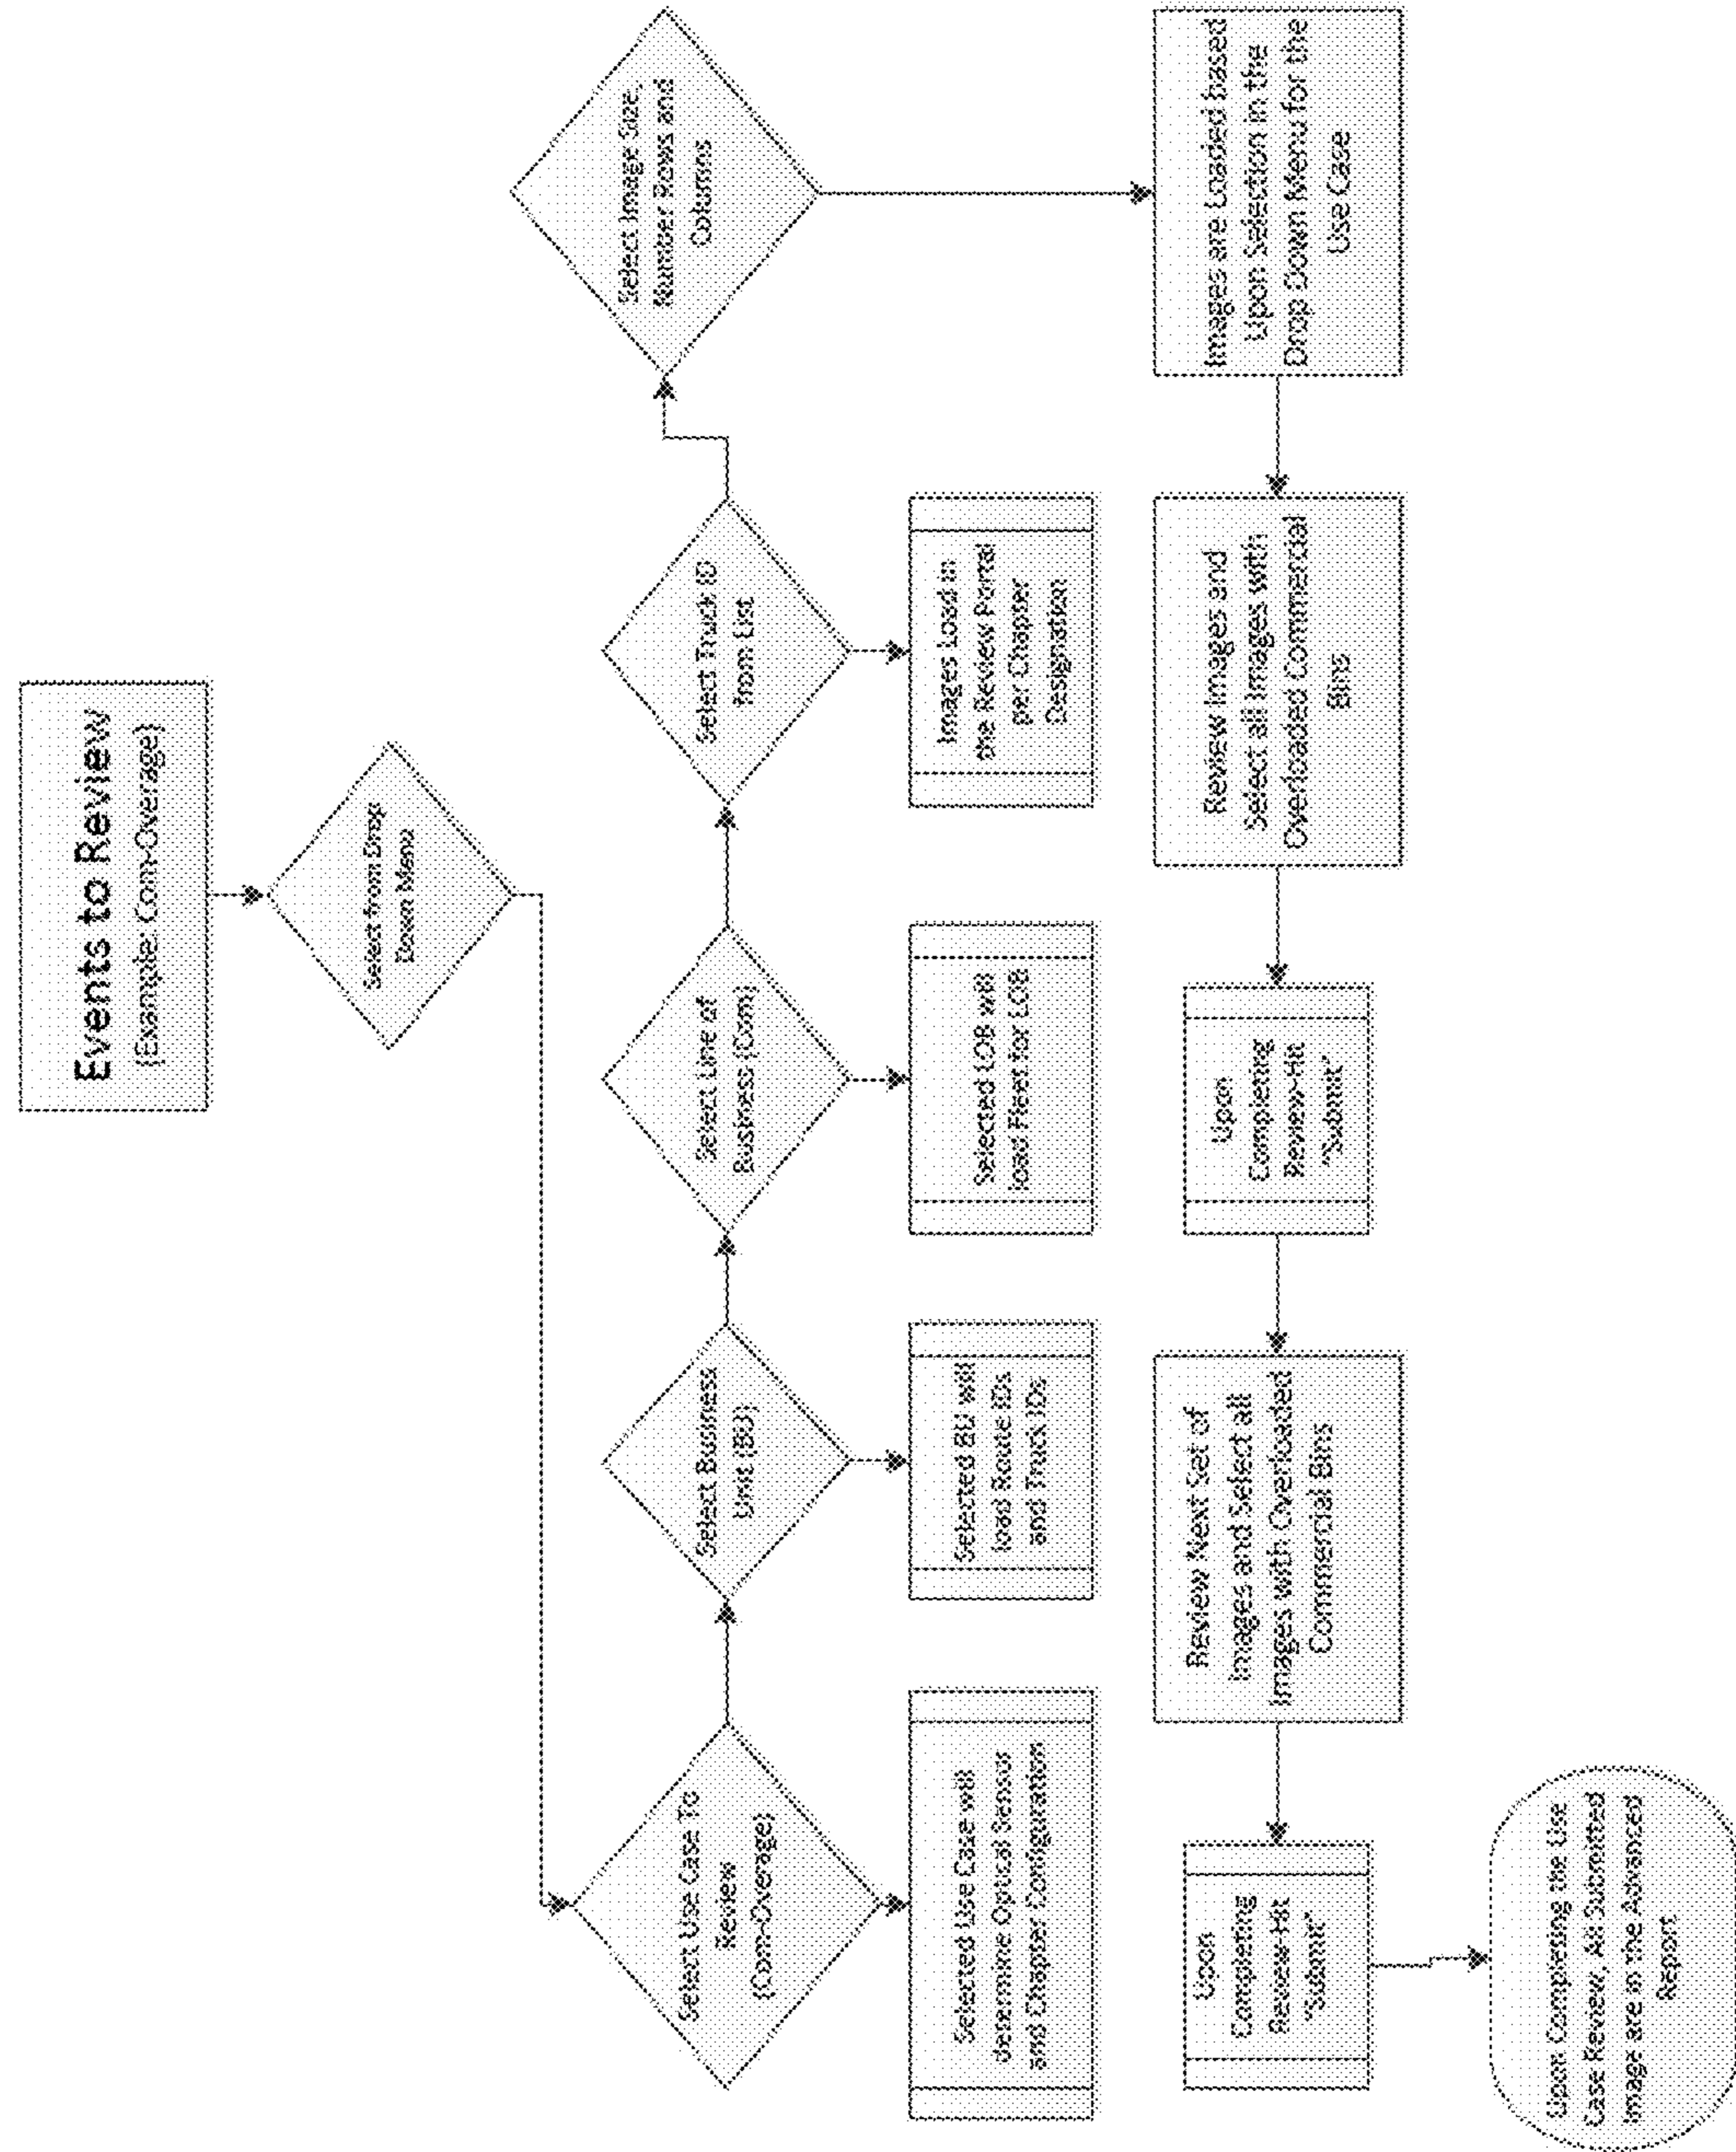 Events to Review
(Example: Com-Overage)
Select from Drop
Down Menu
Select Use Case To
Review
(Com-Overage)
Select Business
Unit (BU)
Select Line of
Business (Com)
Select Truck ID
from List
Select Image Size,
Number Rows and
Columns
Selected Use Case will
determine Optical Sensor
and Chapter Configuration
Selected BU will
load Route IDs
and Truck IDs
Selected LOB will
load Fleet for LOB
Images Load in
the Review Portal
per Chapter
Designation
Images are Loaded based
Upon Selection in the
Drop Down Menu for the
Use Case
Review Images and
Select all Images with
Overloaded Commercial
Bins
Upon
Completing
Review-Hit
"Submit"
Review Next Set of
Images and Select all
Images with Overloaded
Commercial Bins
Upon
Completing
Review-Hit
"Submit"
Upon Competing the Use
Case Review, All Submitted
Image are in the Advanced
Report